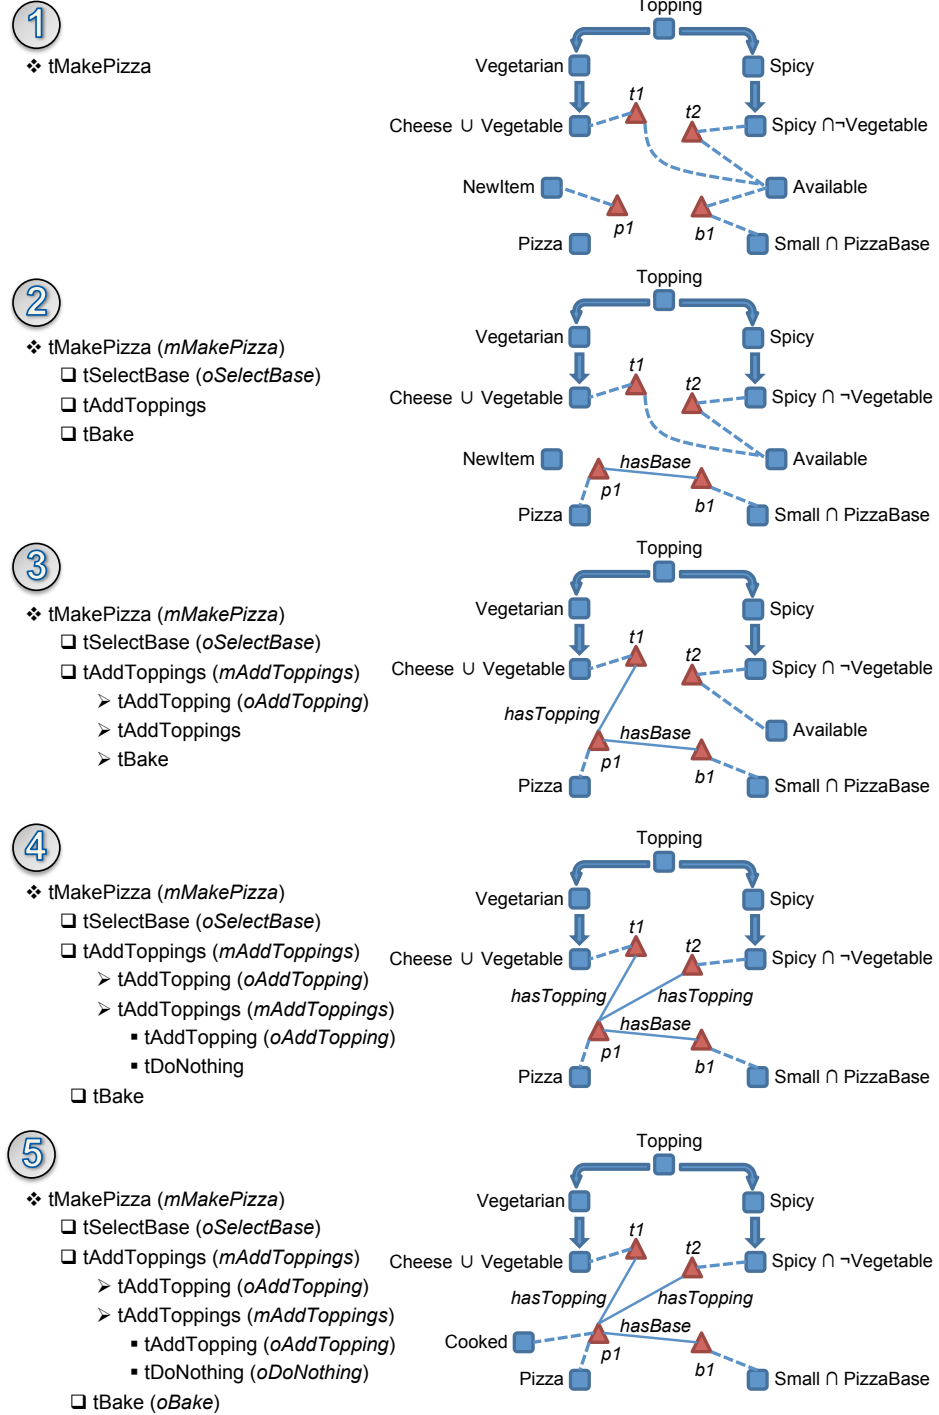 1
❖ tMakePizza
Topping
Vegetarian
Spicy
t1
t2
Cheese ∪ Vegetable
Spicy ∩¬Vegetable
NewItem
Available
p1
b1
Pizza
Small ∩ PizzaBase
2
❖ tMakePizza (mMakePizza)
❑ tSelectBase (oSelectBase)
❑ tAddToppings
❑ tBake
Topping
Vegetarian
Spicy
t1
t2
Cheese ∪ Vegetable
Spicy ∩ ¬Vegetable
NewItem
hasBase
Available
p1
b1
Pizza
Small ∩ PizzaBase
3
❖ tMakePizza (mMakePizza)
❑ tSelectBase (oSelectBase)
❑ tAddToppings (mAddToppings)
➢ tAddTopping (oAddTopping)
➢ tAddToppings
➢ tBake
Topping
Vegetarian
Spicy
t1
t2
Cheese ∪ Vegetable
Spicy ∩ ¬Vegetable
hasTopping
hasBase
Available
p1
b1
Pizza
Small ∩ PizzaBase
4
❖ tMakePizza (mMakePizza)
❑ tSelectBase (oSelectBase)
❑ tAddToppings (mAddToppings)
➢ tAddTopping (oAddTopping)
➢ tAddToppings (mAddToppings)
▪ tAddTopping (oAddTopping)
▪ tDoNothing
❑ tBake
Topping
Vegetarian
Spicy
t1
t2
Cheese ∪ Vegetable
Spicy ∩ ¬Vegetable
hasTopping
hasTopping
hasBase
p1
b1
Pizza
Small ∩ PizzaBase
5
❖ tMakePizza (mMakePizza)
❑ tSelectBase (oSelectBase)
❑ tAddToppings (mAddToppings)
➢ tAddTopping (oAddTopping)
➢ tAddToppings (mAddToppings)
▪ tAddTopping (oAddTopping)
▪ tDoNothing (oDoNothing)
❑ tBake (oBake)
Topping
Vegetarian
Spicy
t1
t2
Cheese ∪ Vegetable
Spicy ∩ ¬Vegetable
hasTopping
hasTopping
hasBase
Cooked
p1
b1
Pizza
Small ∩ PizzaBase